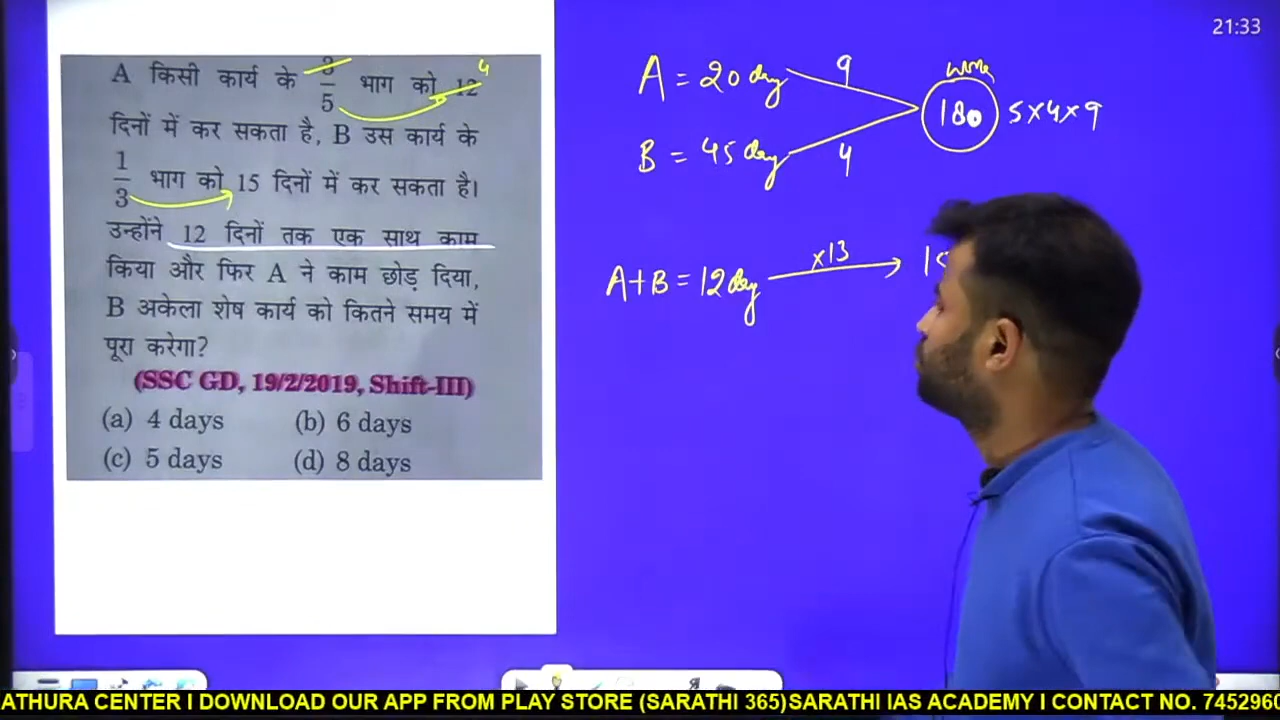 21:33
A किसी कार्य के 3/5 भाग को 12 4
दिनों में कर सकता है, B उस कार्य के
1/3 भाग को 15 दिनों में कर सकता है।
उन्होंने 12 दिनों तक एक साथ काम
किया और फिर A ने काम छोड़ दिया,
B अकेला शेष कार्य को कितने समय में
पूरा करेगा?
(SSC GD, 19/2/2019, Shift-III)
(a) 4 days (b) 6 days
(c) 5 days (d) 8 days
A = 20 day 9
work
180 5×4×9
B = 45 day 4
A+B = 12 day ×13
ATHURA CENTER I DOWNLOAD OUR APP FROM PLAY STORE (SARATHI 365)SARATHI IAS ACADEMY I CONTACT NO. 7452960